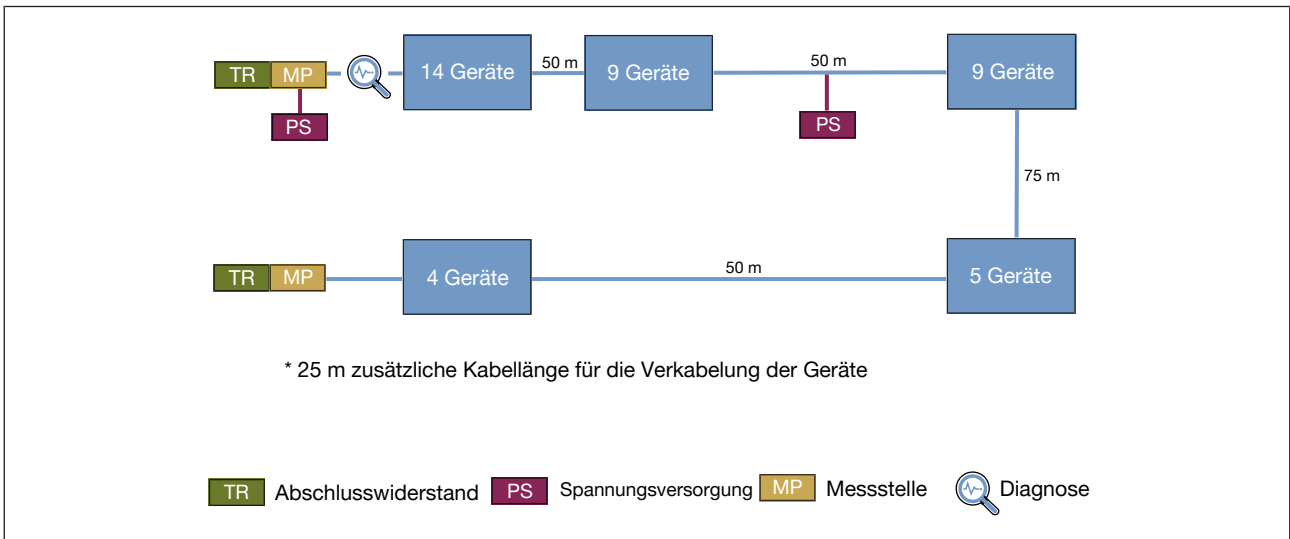 TR MP 14 Geräte 50 m 9 Geräte 50 m 9 Geräte
PS PS
75 m
TR MP 4 Geräte 50 m 5 Geräte
* 25 m zusätzliche Kabellänge für die Verkabelung der Geräte
TR Abschlusswiderstand PS Spannungsversorgung MP Messstelle Diagnose